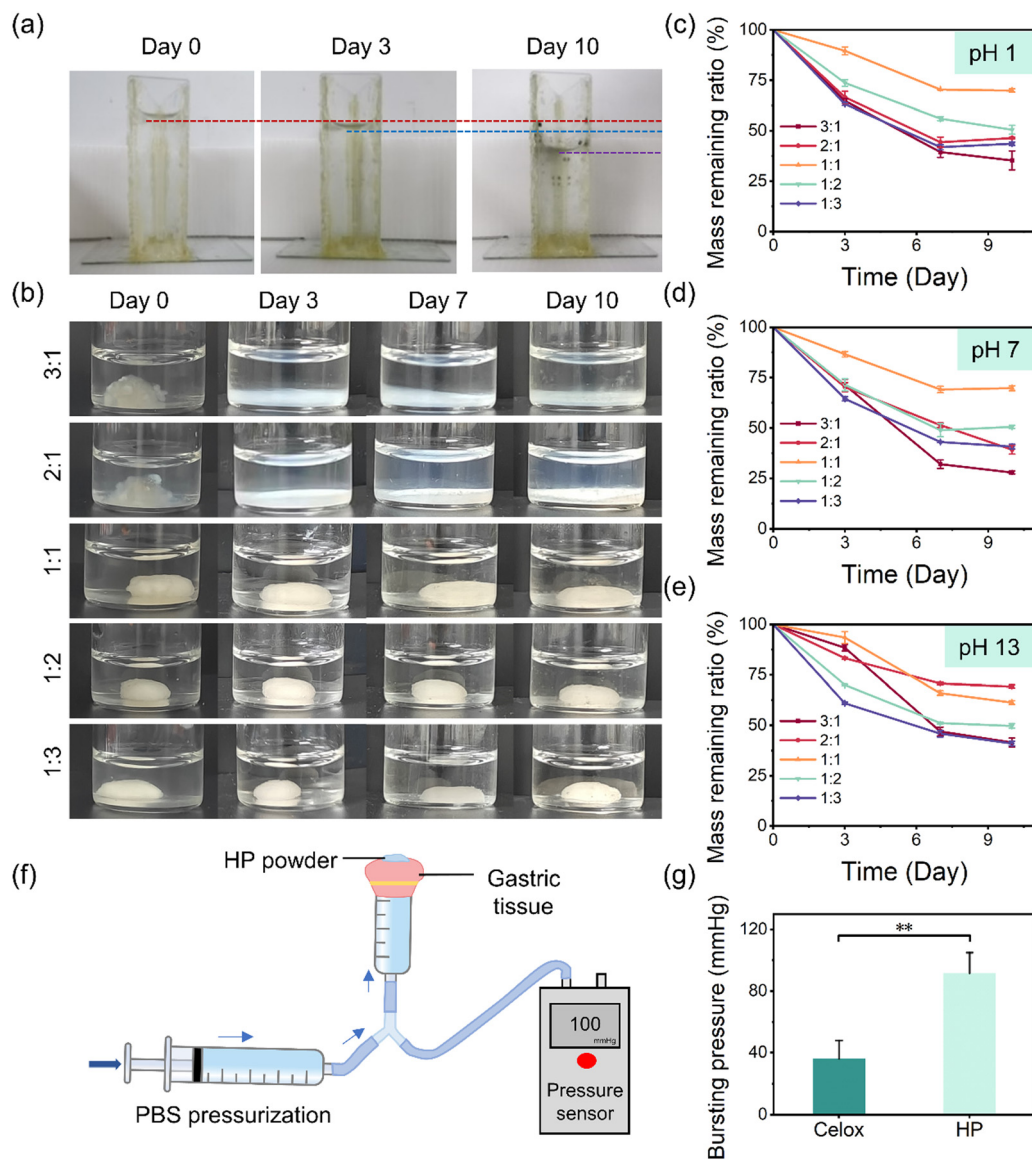 (a)
Day 0
Day 3
Day 10
(b)
Day 0
Day 3
Day 7
Day 10
3:1
2:1
1:1
1:2
1:3
(c)
Mass remaining ratio (%)
100
75
50
25
0
pH 1
3:1
2:1
1:1
1:2
1:3
0
3
6
9
Time (Day)
(d)
Mass remaining ratio (%)
100
75
50
25
0
pH 7
3:1
2:1
1:1
1:2
1:3
0
3
6
9
Time (Day)
(e)
Mass remaining ratio (%)
100
75
50
25
0
pH 13
3:1
2:1
1:1
1:2
1:3
0
3
6
9
Time (Day)
(f)
HP powder
Gastric
tissue
100
mmHg
Pressure
sensor
PBS pressurization
(g)
Bursting pressure (mmHg)
120
80
40
0
**
Celox
HP